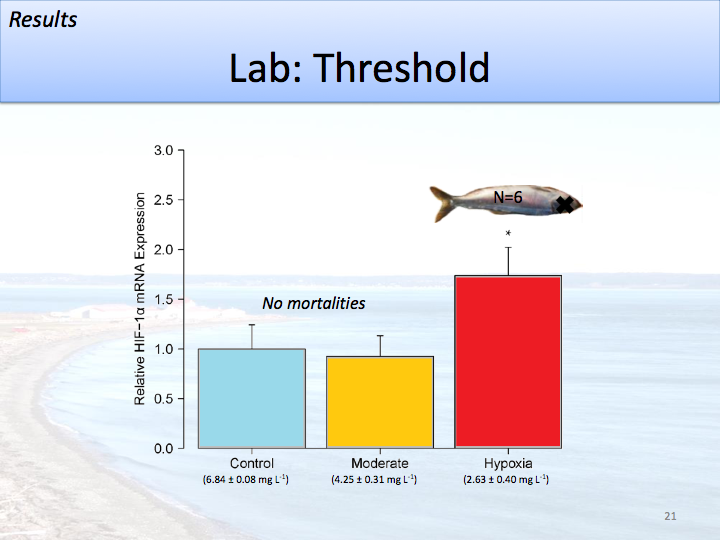 Results
Lab: Threshold
3.0
2.5
2.0
1.5
1.0
0.5
0.0
Relative HIF−1α mRNA Expression
N=6
*
No mortalities
Control
Moderate
Hypoxia
(6.84 ± 0.08 mg L⁻¹)
(4.25 ± 0.31 mg L⁻¹)
(2.63 ± 0.40 mg L⁻¹)
21